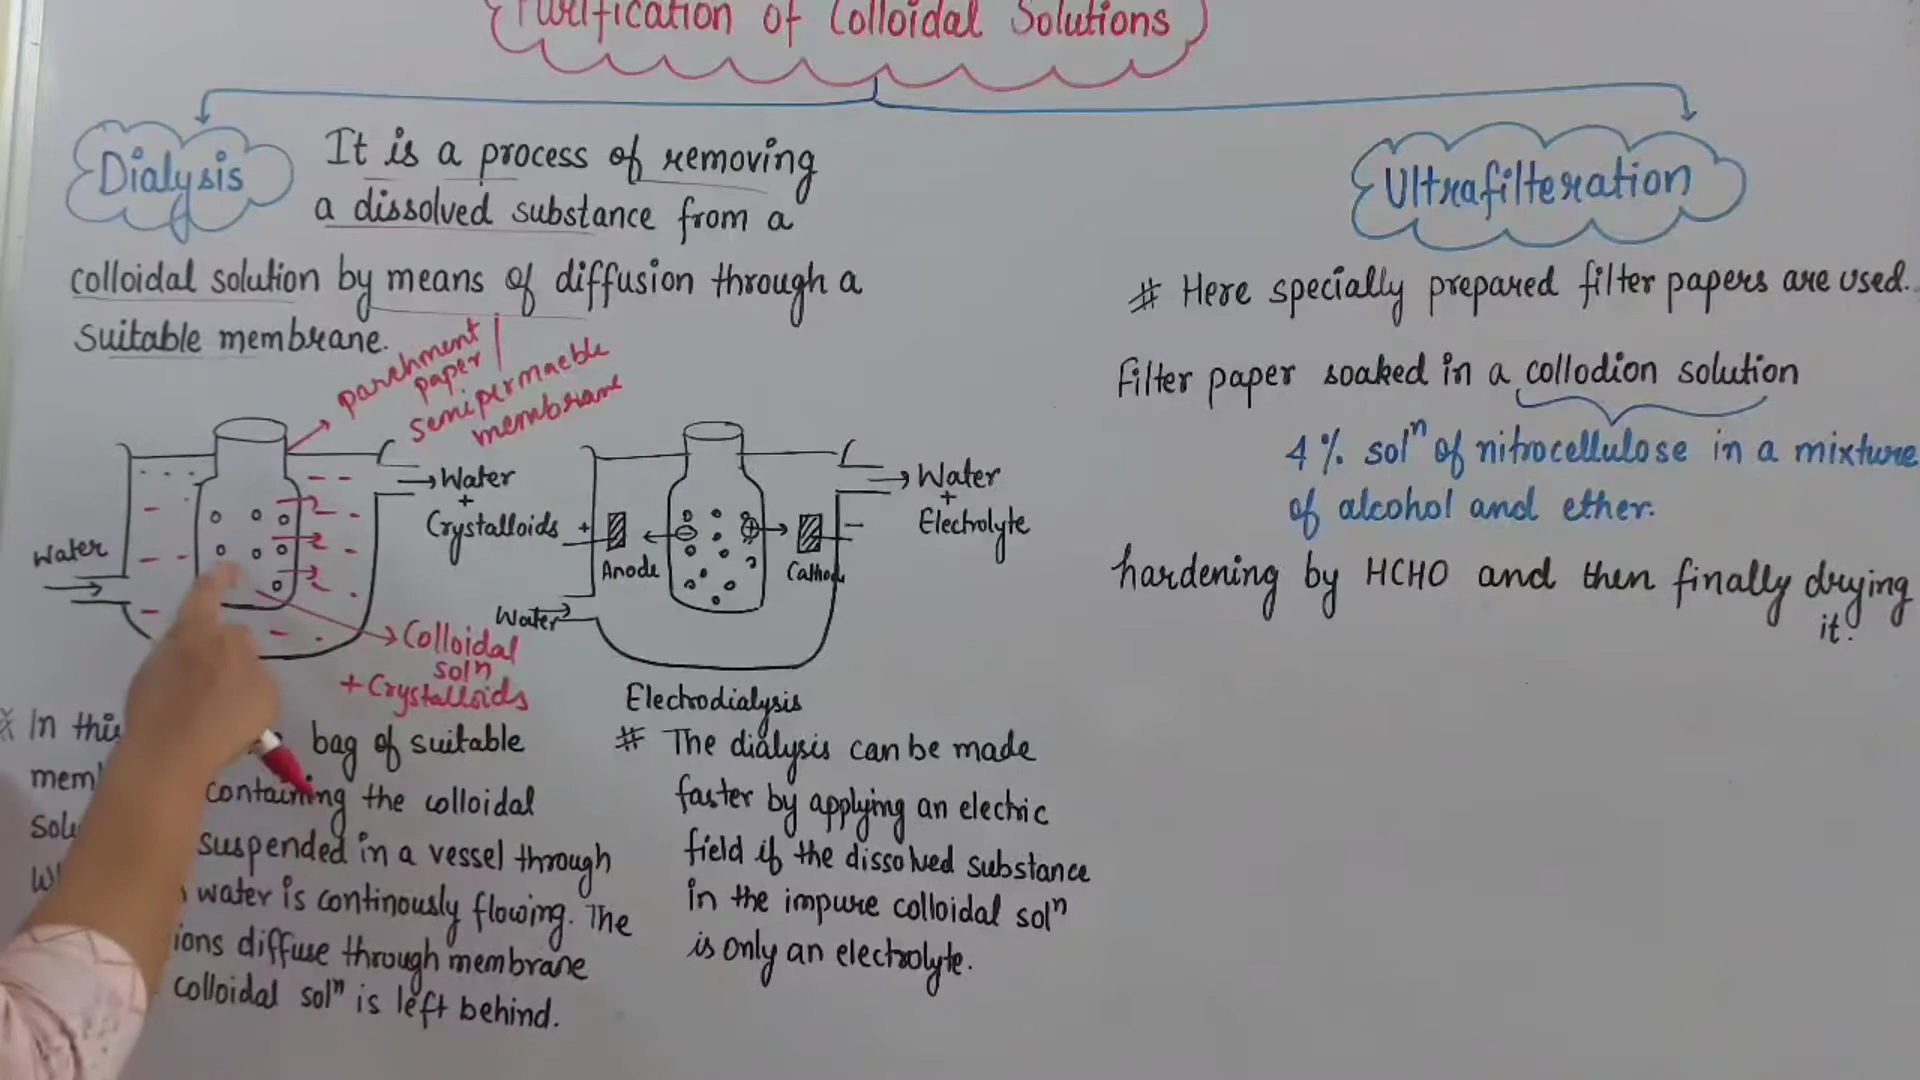 Purification of Colloidal Solutions
Dialysis
It is a process of removing
a dissolved substance from a
colloidal solution by means of diffusion through a
suitable membrane.
parchment
paper /
semipermaeble
membrane
Water
Water
+
Crystalloids
Colloidal
solⁿ
+ Crystalloids
In this bag of suitable
containing the colloidal
suspended in a vessel through
water is continously flowing. The
ions diffuse through membrane
colloidal solⁿ is left behind.
+
Anode
Cathode
−
Water
Water
+
Electrolyte
Electrodialysis
# The dialysis can be made
faster by applying an electric
field if the dissolved substance
in the impure colloidal solⁿ
is only an electrolyte.
Ultrafilteration
# Here specially prepared filter papers are used.
Filter paper soaked in a collodion solution
4% solⁿ of nitrocellulose in a mixture
of alcohol and ether.
hardening by HCHO and then finally drying
it.